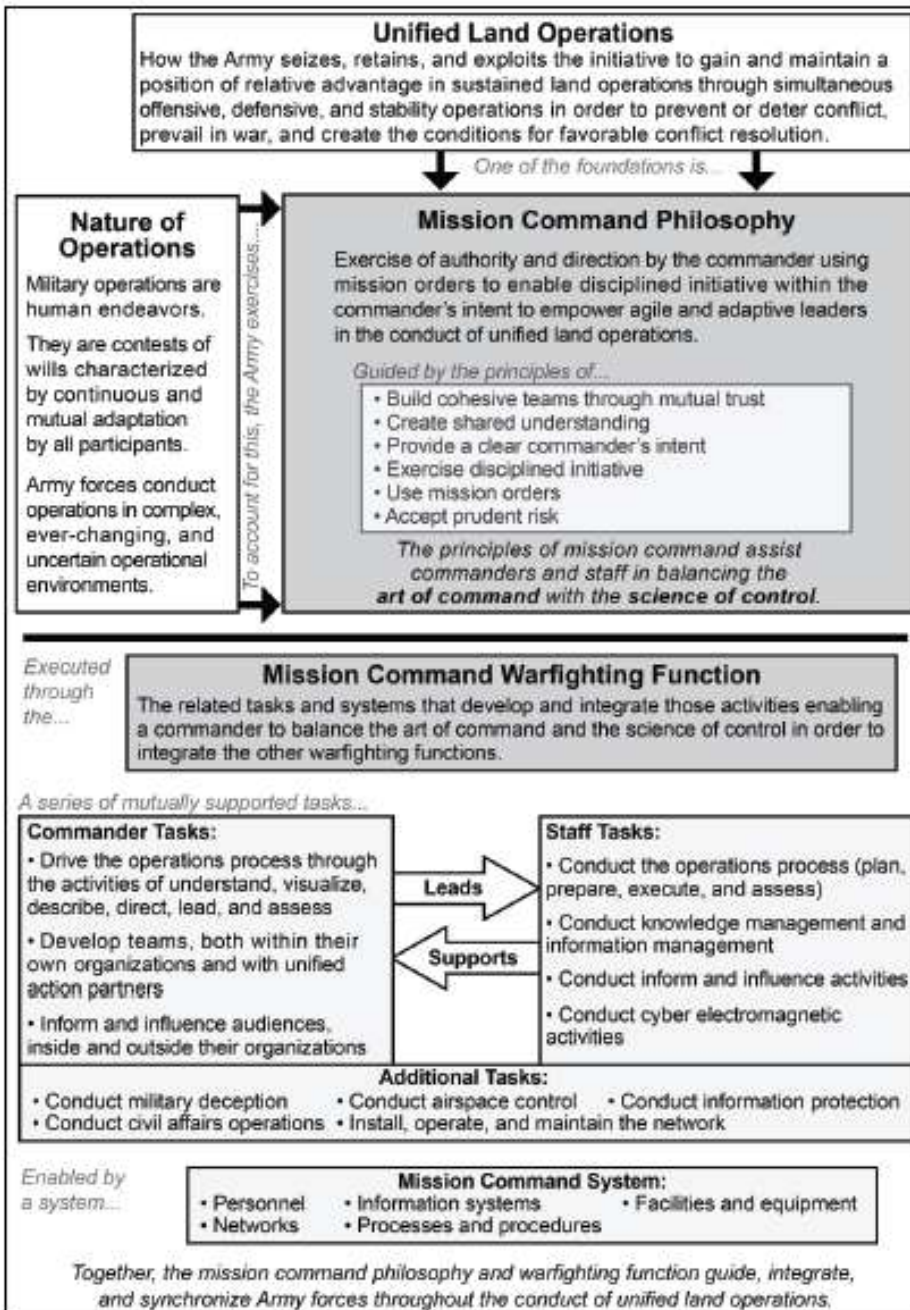 Unified Land Operations
How the Army seizes, retains, and exploits the initiative to gain and maintain a
position of relative advantage in sustained land operations through simultaneous
offensive, defensive, and stability operations in order to prevent or deter conflict,
prevail in war, and create the conditions for favorable conflict resolution.
One of the foundations is...
Nature of
Operations
Military operations are
human endeavors.
They are contests of
wills characterized
by continuous and
mutual adaptation
by all participants.
Army forces conduct
operations in complex,
ever-changing, and
uncertain operational
environments.
To account for this, the Army exercises...
Mission Command Philosophy
Exercise of authority and direction by the commander using
mission orders to enable disciplined initiative within the
commander's intent to empower agile and adaptive leaders
in the conduct of unified land operations.
Guided by the principles of...
• Build cohesive teams through mutual trust
• Create shared understanding
• Provide a clear commander's intent
• Exercise disciplined initiative
• Use mission orders
• Accept prudent risk
The principles of mission command assist
commanders and staff in balancing the
art of command with the science of control.
Executed
through
the...
Mission Command Warfighting Function
The related tasks and systems that develop and integrate those activities enabling
a commander to balance the art of command and the science of control in order to
integrate the other warfighting functions.
A series of mutually supported tasks...
Commander Tasks:
• Drive the operations process through
the activities of understand, visualize,
describe, direct, lead, and assess
• Develop teams, both within their
own organizations and with unified
action partners
• Inform and influence audiences,
inside and outside their organizations
Leads
Supports
Staff Tasks:
• Conduct the operations process (plan,
prepare, execute, and assess)
• Conduct knowledge management and
information management
• Conduct inform and influence activities
• Conduct cyber electromagnetic
activities
Additional Tasks:
• Conduct military deception • Conduct airspace control • Conduct information protection
• Conduct civil affairs operations • Install, operate, and maintain the network
Enabled by
a system...
Mission Command System:
• Personnel • Information systems • Facilities and equipment
• Networks • Processes and procedures
Together, the mission command philosophy and warfighting function guide, integrate,
and synchronize Army forces throughout the conduct of unified land operations.